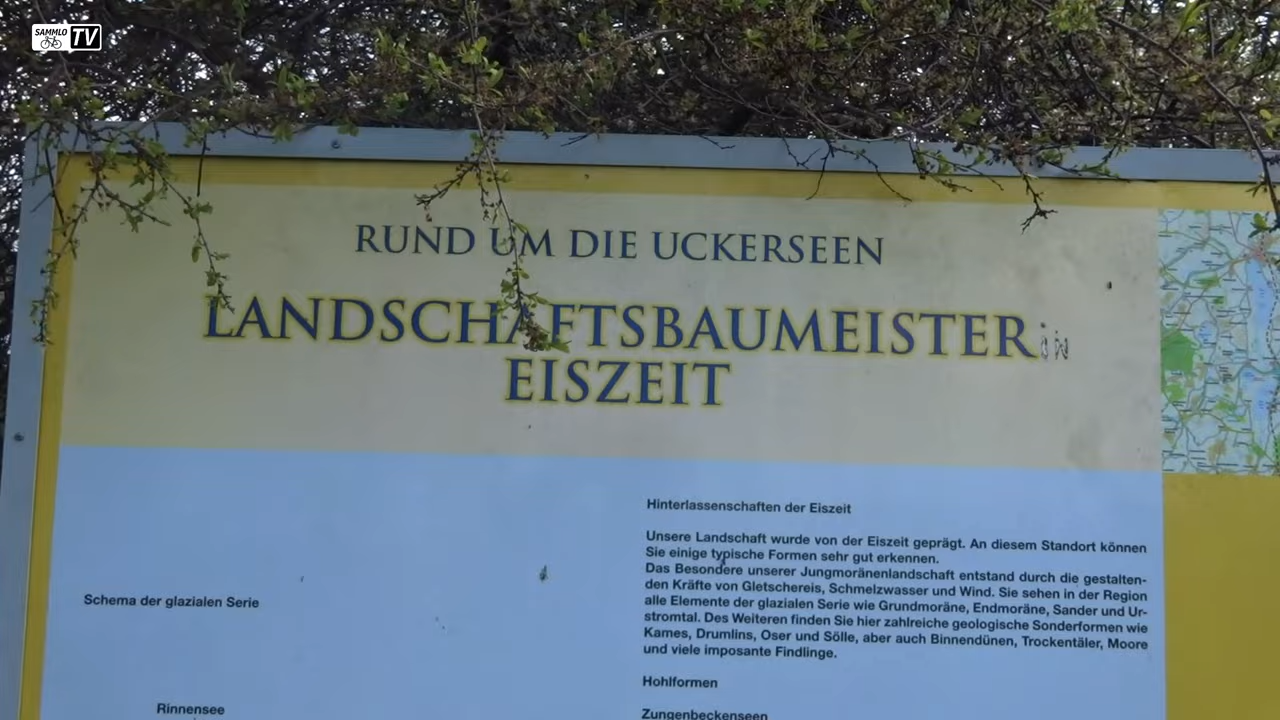 SAMMLO TV
RUND UM DIE UCKERSEEN
LANDSCHAFTSBAUMEISTERiN
EISZEIT
Hinterlassenschaften der Eiszeit
Unsere Landschaft wurde von der Eiszeit geprägt. An diesem Standort können
Sie einige typische Formen sehr gut erkennen.
Das Besondere unserer Jungmoränenlandschaft entstand durch die gestalten-
den Kräfte von Gletschereis, Schmelzwasser und Wind. Sie sehen in der Region
alle Elemente der glazialen Serie wie Grundmoräne, Endmoräne, Sander und Ur-
stromtal. Des Weiteren finden Sie hier zahlreiche geologische Sonderformen wie
Kames, Drumlins, Oser und Sölle, aber auch Binnendünen, Trockentäler, Moore
und viele imposante Findlinge.
Hohlformen
Zungenbeckenseen
Schema der glazialen Serie
Rinnensee